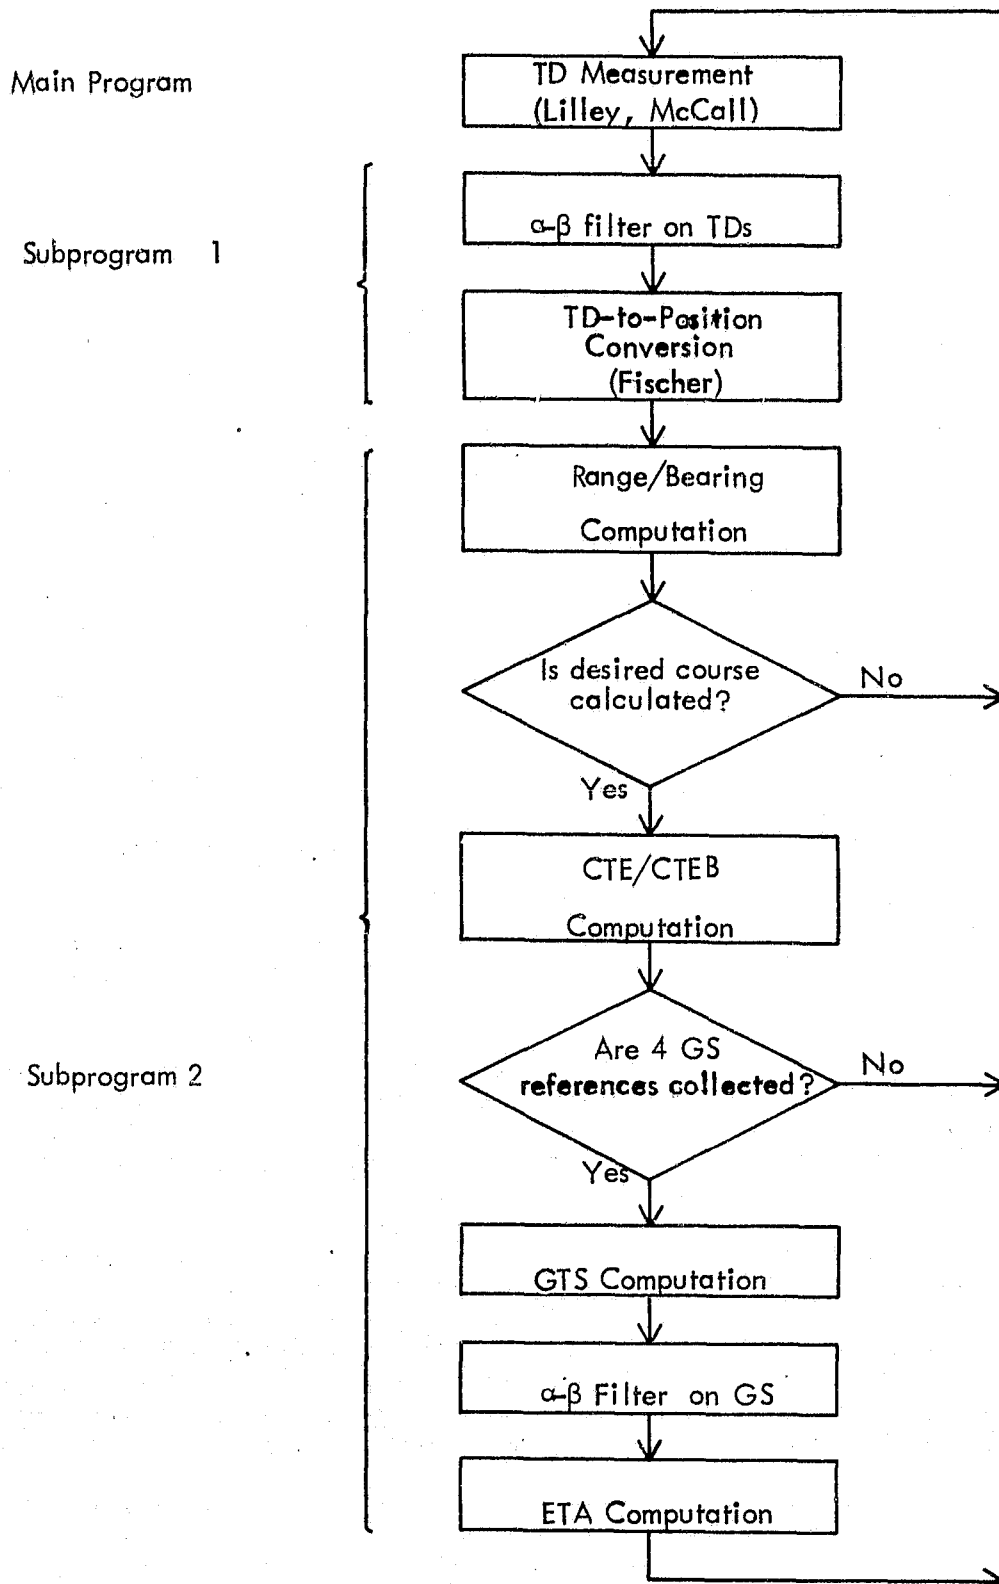 Main Program
TD Measurement
(Lilley, McCall)
Subprogram 1
α-β filter on TDs
TD-to-Position
Conversion
(Fischer)
Range/Bearing
Computation
Is desired course
calculated?
No
Yes
CTE/CTEB
Computation
Subprogram 2
Are 4 GS
references collected?
No
Yes
GTS Computation
α-β Filter on GS
ETA Computation